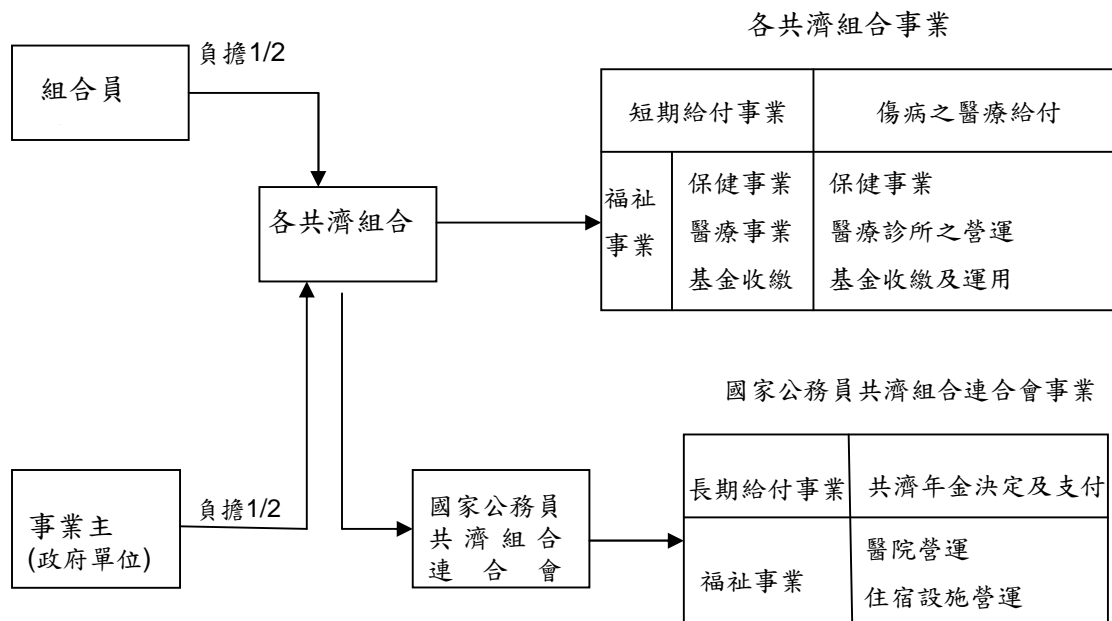 各共濟組合事業
負擔1/2
組合員
短期給付事業 傷病之醫療給付
福祉
事業
保健事業 保健事業
醫療事業 醫療診所之營運
基金收繳 基金收繳及運用
各共濟組合
國家公務員共濟組合連合會事業
事業主
(政府單位)
負擔1/2
國家公務員
共濟組合
連合會
長期給付事業 共濟年金決定及支付
福祉事業
醫院營運
住宿設施營運